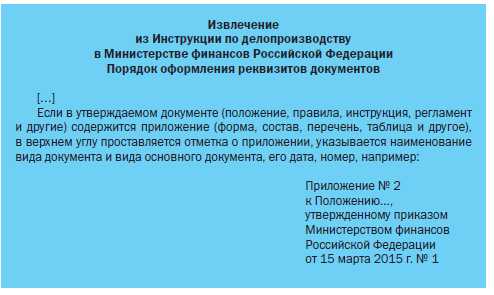 Извлечение
из Инструкции по делопроизводству
в Министерстве финансов Российской Федерации
Порядок оформления реквизитов документов
[...]
Если в утверждаемом документе (положение, правила, инструкция, регламент
и другие) содержится приложение (форма, состав, перечень, таблица и другое),
в верхнем углу проставляется отметка о приложении, указывается наименование
вида документа и вида основного документа, его дата, номер, например:
Приложение № 2
к Положению...,
утвержденному приказом
Министерством финансов
Российской Федерации
от 15 марта 2015 г. № 1